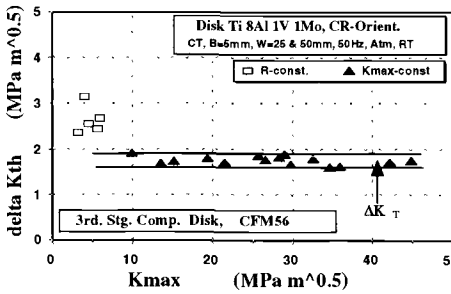 Disk Ti 8Al 1V 1Mo, CR-Orient.
CT, B=5mm, W=25 & 50mm, 50Hz, Atm, RT
R-const. Kmax-const
delta Kth (MPa m^0.5)
5
4
3
2
1
0
ΔK T
3rd. Stg. Comp. Disk, CFM56
0 10 20 30 40 5
Kmax (MPa m^0.5)